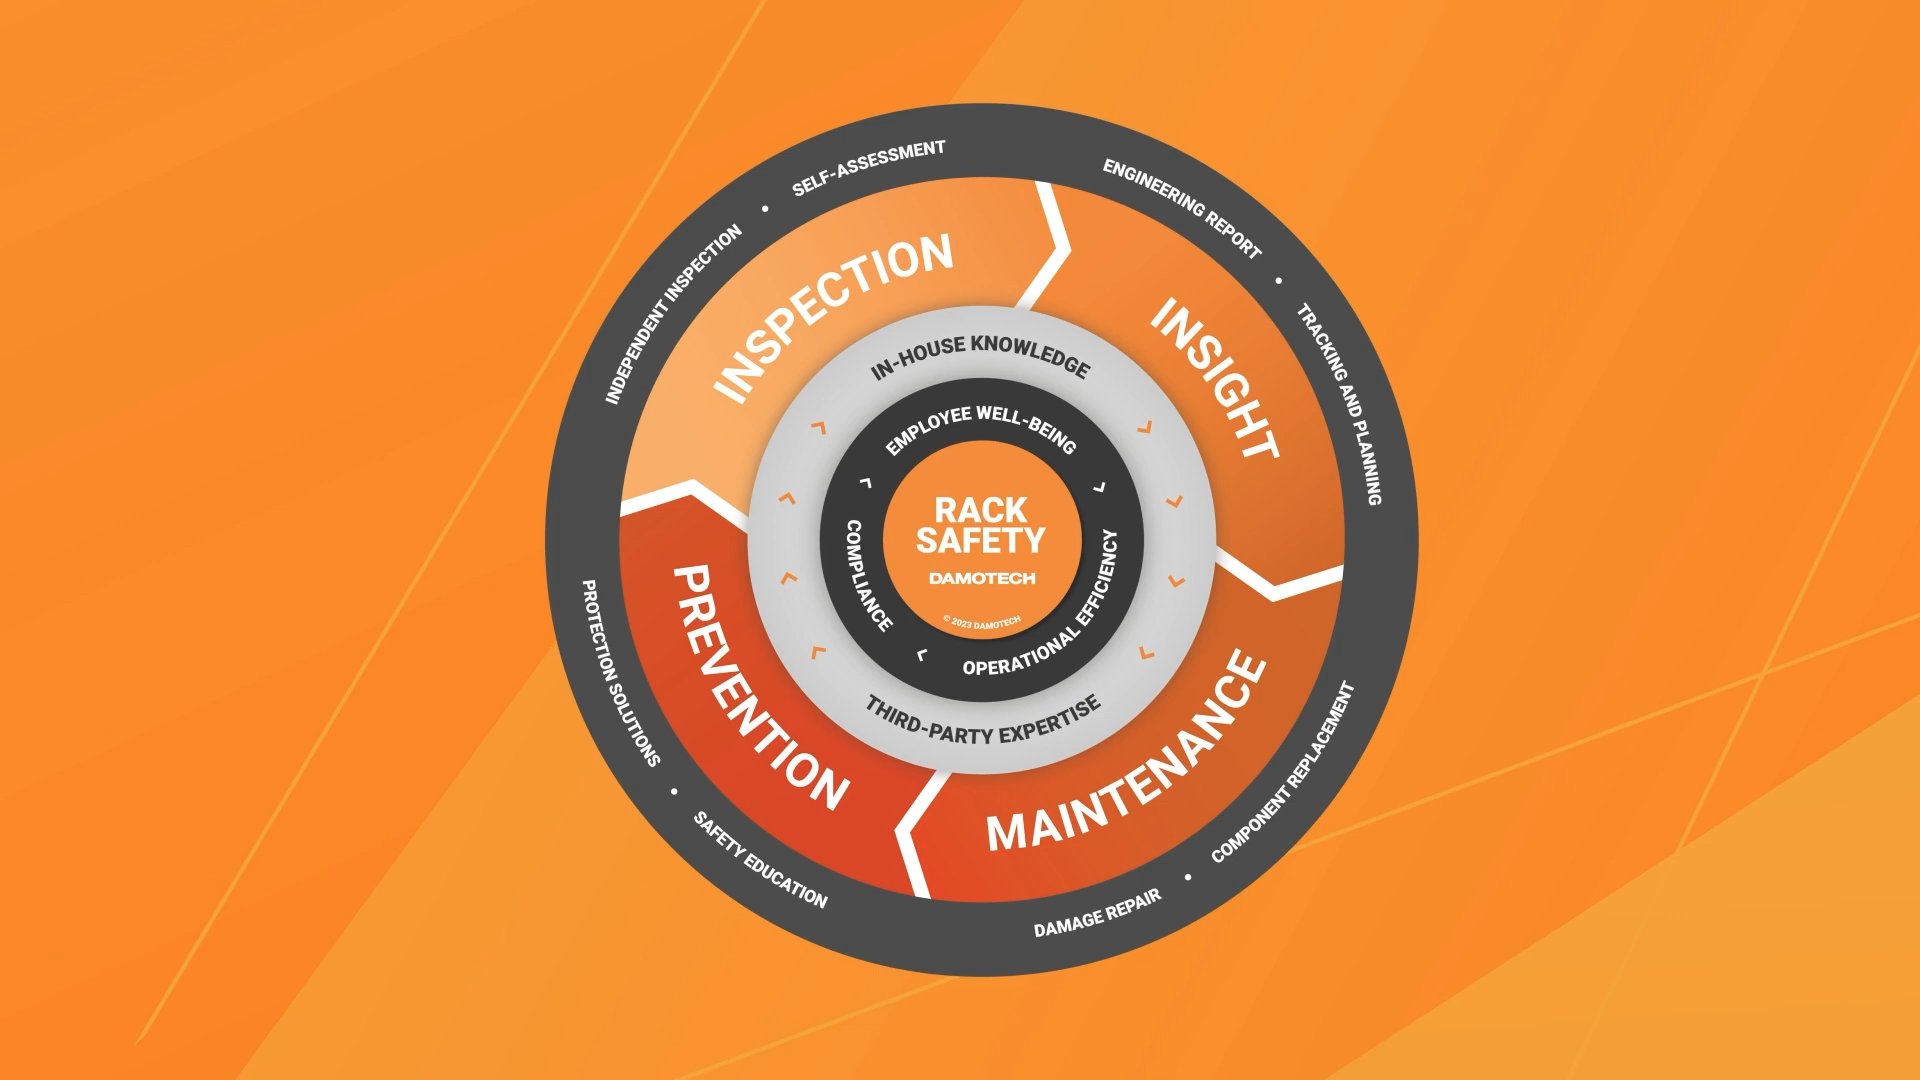 SELF-ASSESSMENT
INDEPENDENT INSPECTION
ENGINEERING REPORT
TRACKING AND PLANNING
INSPECTION
INSIGHT
IN-HOUSE KNOWLEDGE
EMPLOYEE WELL-BEING
RACK
SAFETY
DAMOTECH
© 2023 DAMOTECH
COMPLIANCE
OPERATIONAL EFFICIENCY
THIRD-PARTY EXPERTISE
PREVENTION
MAINTENANCE
PROTECTION SOLUTIONS
SAFETY EDUCATION
COMPONENT REPLACEMENT
DAMAGE REPAIR